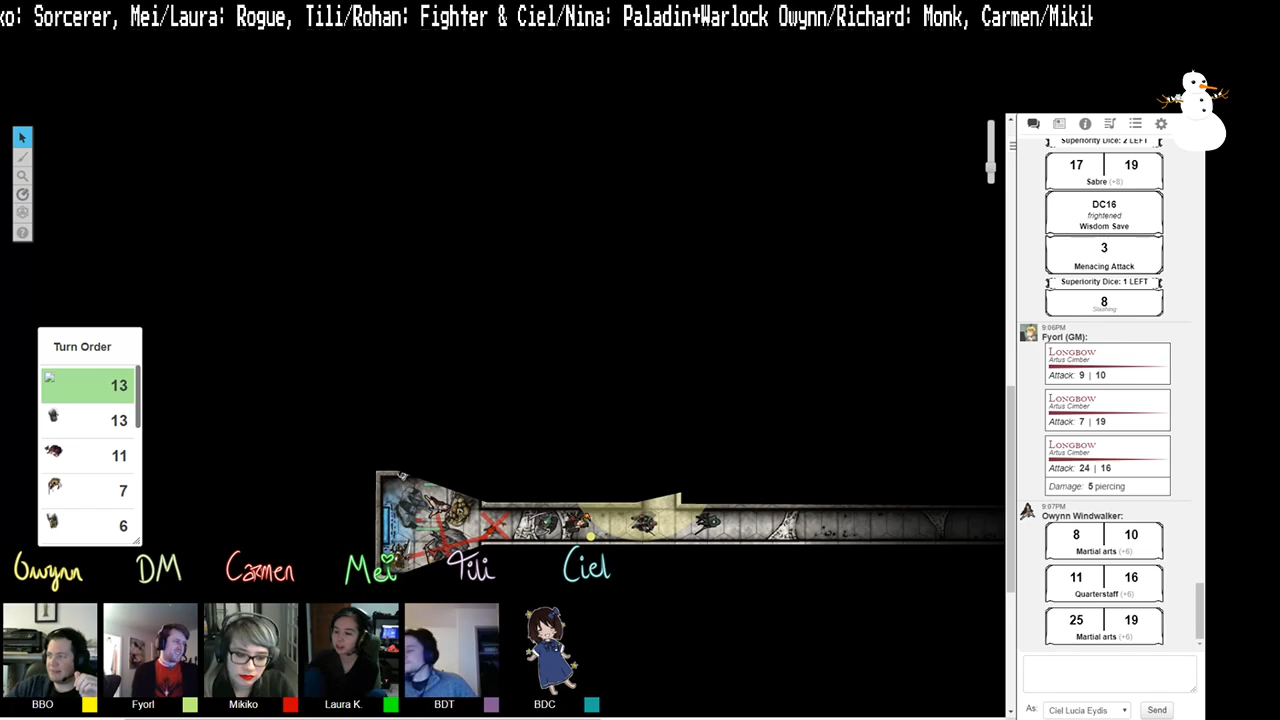 ko: Sorcerer, Mei/Laura: Rogue, Tili/Rohan: Fighter & Ciel/Nina: Paladin+Warlock Owynn/Richard: Monk, Carmen/Mikik
Turn Order
13
13
11
7
6
Owynn
DM
Carmen
Mei
Tili
Ciel
BBO
Fyorl
Mikiko
Laura K.
BDT
BDC
Superiority Dice: 2 LEFT
17 | 19
Sabre (+8)
DC16
frightened
Wisdom Save
3
Menacing Attack
Superiority Dice: 1 LEFT
8
Slashing
9:06PM
Fyorl (GM):
Longbow
Artus Cimber
Attack: 9 | 10
Longbow
Artus Cimber
Attack: 7 | 19
Longbow
Artus Cimber
Attack: 24 | 16
Damage: 5 piercing
9:07PM
Owynn Windwalker:
8 | 10
Martial arts (+6)
11 | 16
Quarterstaff (+6)
25 | 19
Martial arts (+6)
As: Ciel Lucia Eydis
Send